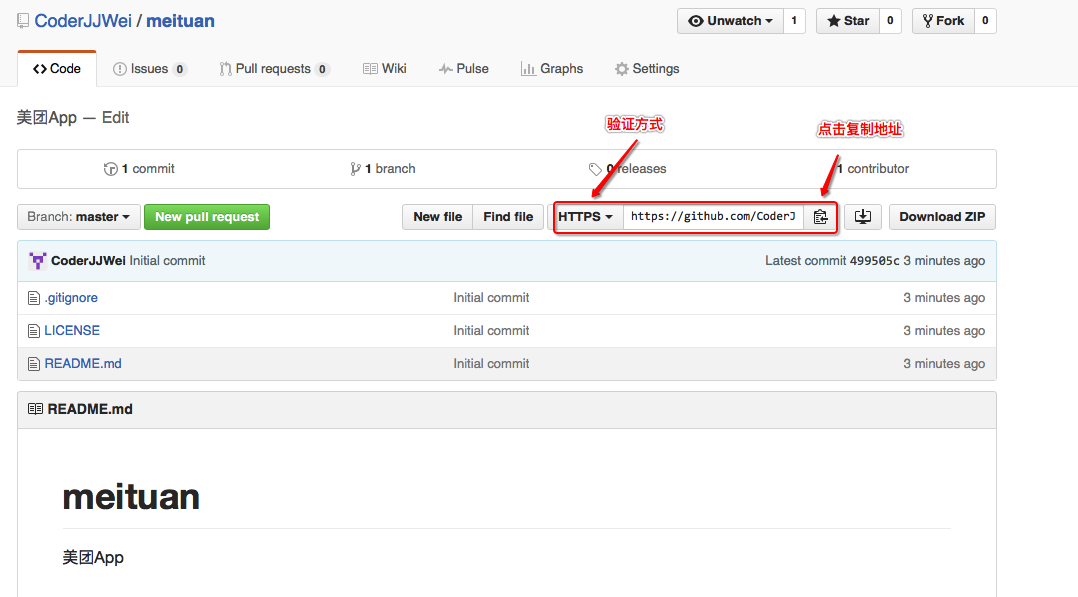 CoderJJWei / meituan
Unwatch 1 Star 0 Fork 0
Code Issues 0 Pull requests 0 Wiki Pulse Graphs Settings
美团App — Edit
验证方式
点击复制地址
1 commit 1 branch 0 releases 1 contributor
Branch: master New pull request New file Find file HTTPS https://github.com/CoderJ Download ZIP
CoderJJWei Initial commit Latest commit 499505c 3 minutes ago
.gitignore Initial commit 3 minutes ago
LICENSE Initial commit 3 minutes ago
README.md Initial commit 3 minutes ago
README.md
meituan
美团App